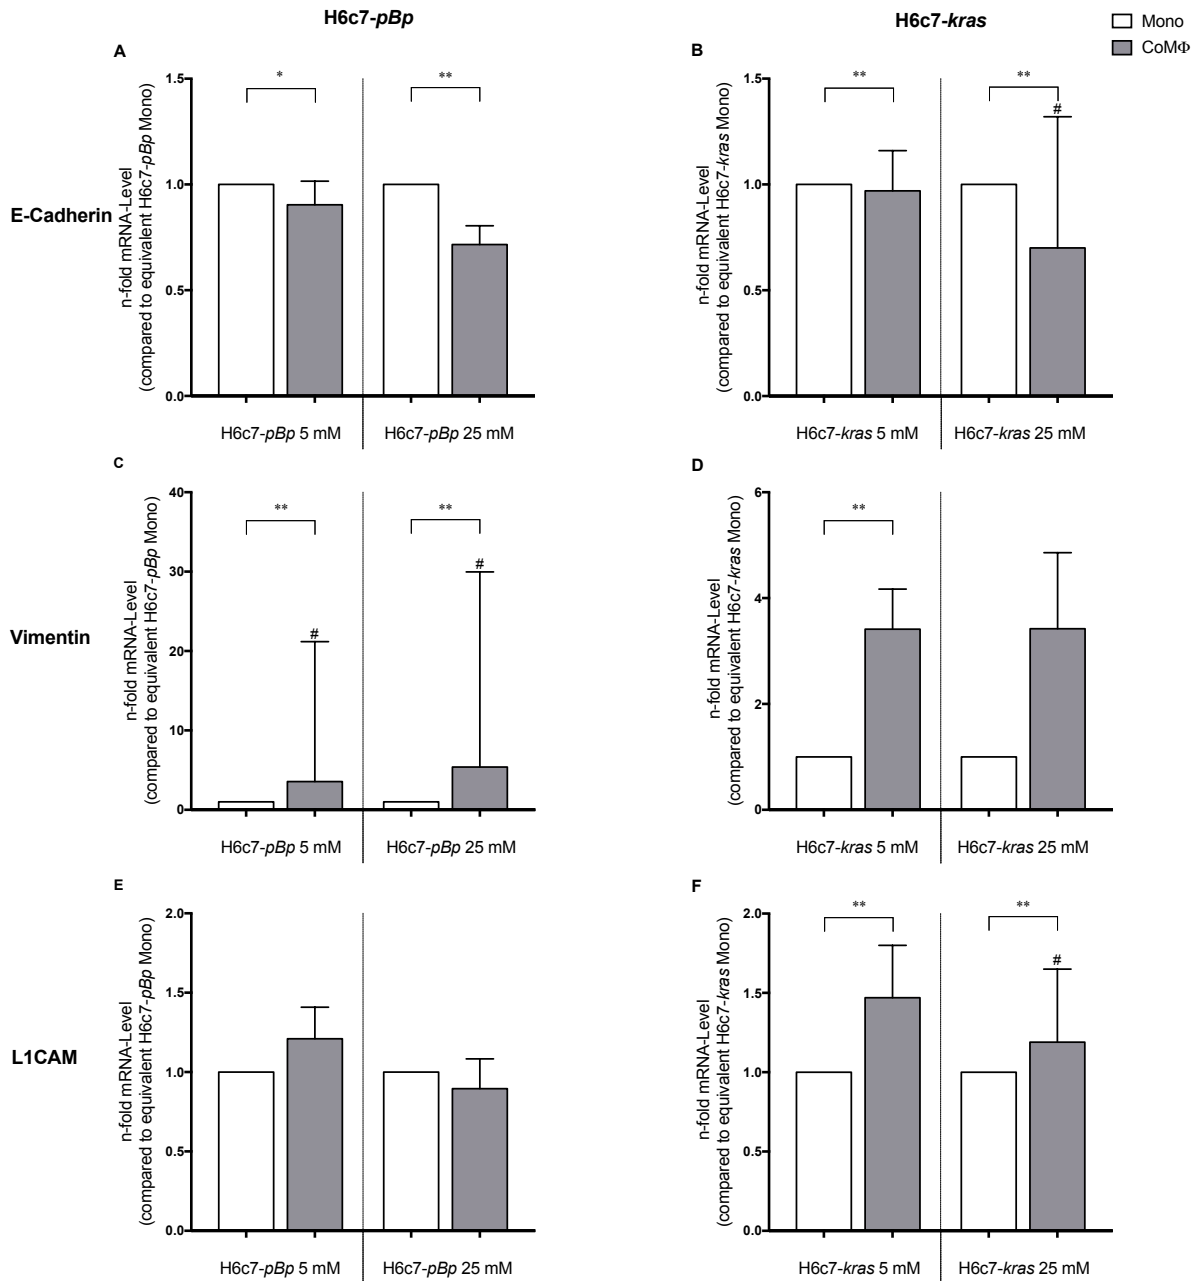 H6c7-pBp
H6c7-kras
Mono
CoMΦ
A
B
E-Cadherin
n-fold mRNA-Level
(compared to equivalent H6c7-pBp Mono)
1.5
1.0
0.5
0.0
*
**
H6c7-pBp 5 mM
H6c7-pBp 25 mM
n-fold mRNA-Level
(compared to equivalent H6c7-kras Mono)
1.5
1.0
0.5
0.0
**
**
#
H6c7-kras 5 mM
H6c7-kras 25 mM
C
D
Vimentin
n-fold mRNA-Level
(compared to equivalent H6c7-pBp Mono)
40
30
20
10
0
**
**
#
#
H6c7-pBp 5 mM
H6c7-pBp 25 mM
n-fold mRNA-Level
(compared to equivalent H6c7-kras Mono)
6
4
2
0
**
H6c7-kras 5 mM
H6c7-kras 25 mM
E
F
L1CAM
n-fold mRNA-Level
(compared to equivalent H6c7-pBp Mono)
2.0
1.5
1.0
0.5
0.0
H6c7-pBp 5 mM
H6c7-pBp 25 mM
n-fold mRNA-Level
(compared to equivalent H6c7-kras Mono)
2.0
1.5
1.0
0.5
0.0
**
**
#
H6c7-kras 5 mM
H6c7-kras 25 mM